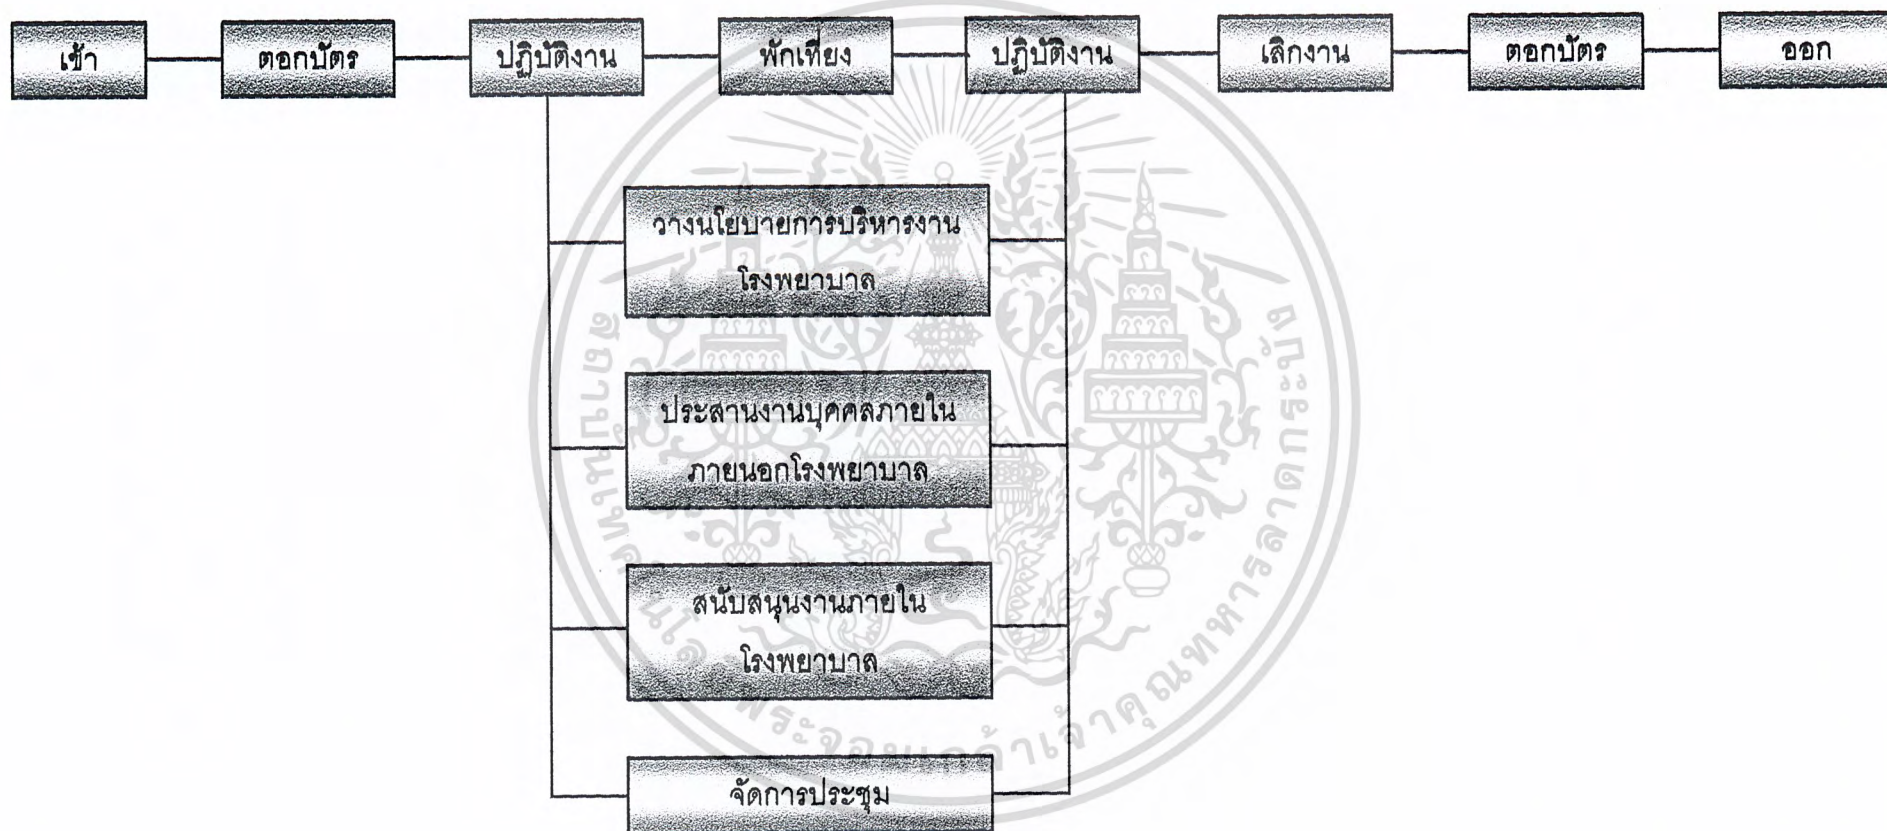 เข้า
ตอกบัตร
ปฏิบัติงาน
พักเที่ยง
ปฏิบัติงาน
เลิกงาน
ตอกบัตร
ออก
วางนโยบายการบริหารงาน
โรงพยาบาล
ประสานงานบุคคลภายใน
ภายนอกโรงพยาบาล
สนับสนุนงานภายใน
โรงพยาบาล
จัดการประชุม